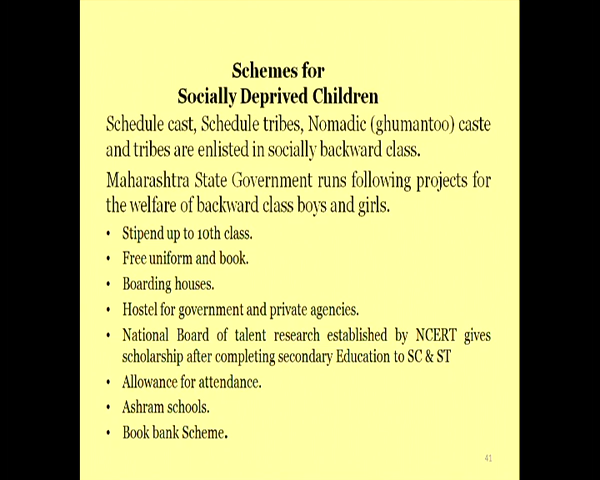 Schemes for
Socially Deprived Children
Schedule cast, Schedule tribes, Nomadic (ghumantoo) caste
and tribes are enlisted in socially backward class.
Maharashtra State Government runs following projects for
the welfare of backward class boys and girls.
• Stipend up to 10th class.
• Free uniform and book.
• Boarding houses.
• Hostel for government and private agencies.
• National Board of talent research established by NCERT gives
scholarship after completing secondary Education to SC & ST
• Allowance for attendance.
• Ashram schools.
• Book bank Scheme.
41